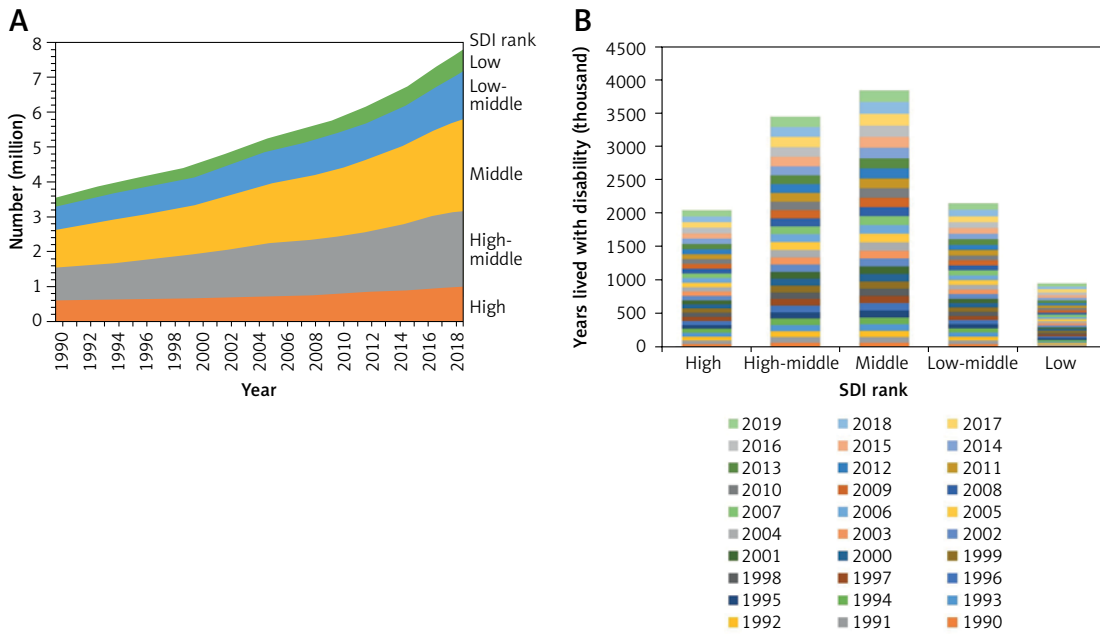 A
8
7
6
5
4
3
2
1
0
Number (million)
1990
1992
1994
1996
1998
2000
2002
2004
2006
2008
2010
2012
2014
2016
2018
Year
SDI rank
Low
Low-
middle
Middle
High-
middle
High
B
4500
4000
3500
3000
2500
2000
1500
1000
500
0
Years lived with disability (thousand)
High High-middle Middle Low-middle Low
SDI rank
2019 2018 2017
2016 2015 2014
2013 2012 2011
2010 2009 2008
2007 2006 2005
2004 2003 2002
2001 2000 1999
1998 1997 1996
1995 1994 1993
1992 1991 1990